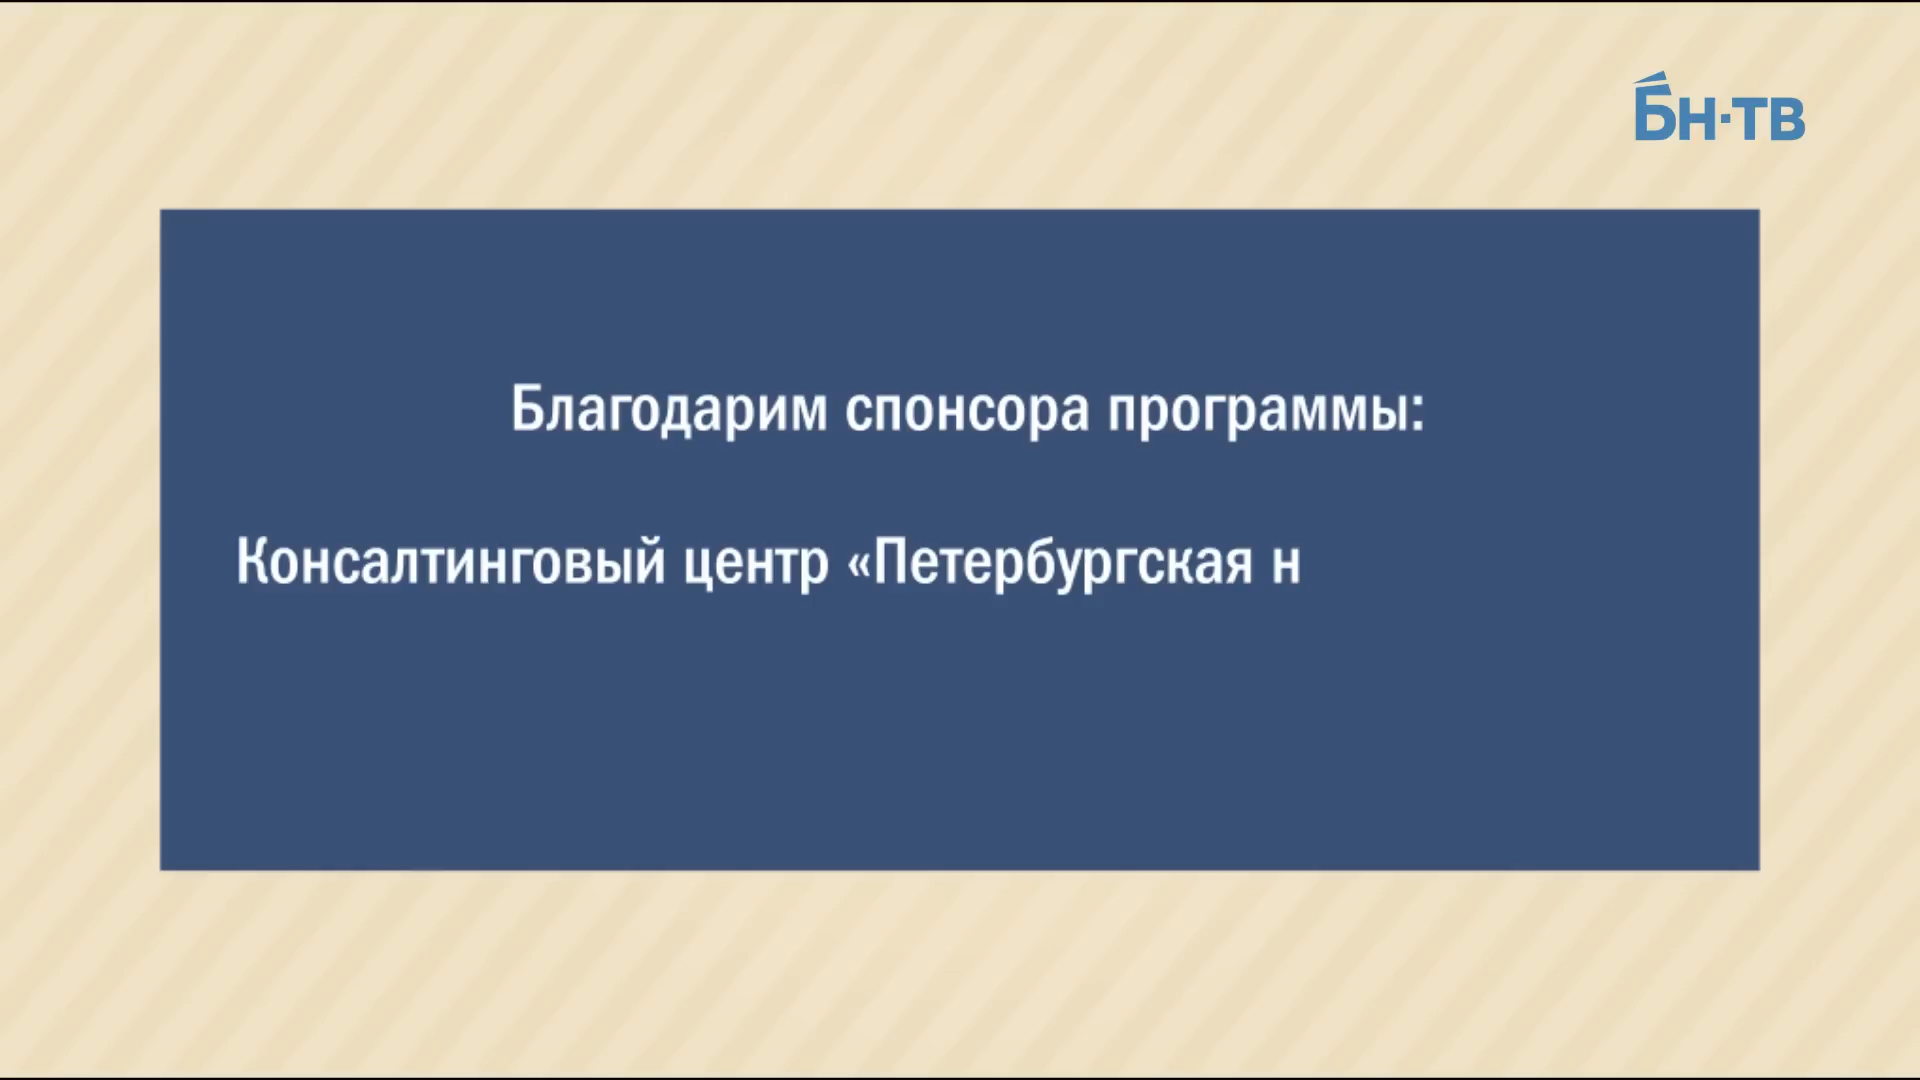 БН·ТВ
Благодарим спонсора программы:
Консалтинговый центр «Петербургская н